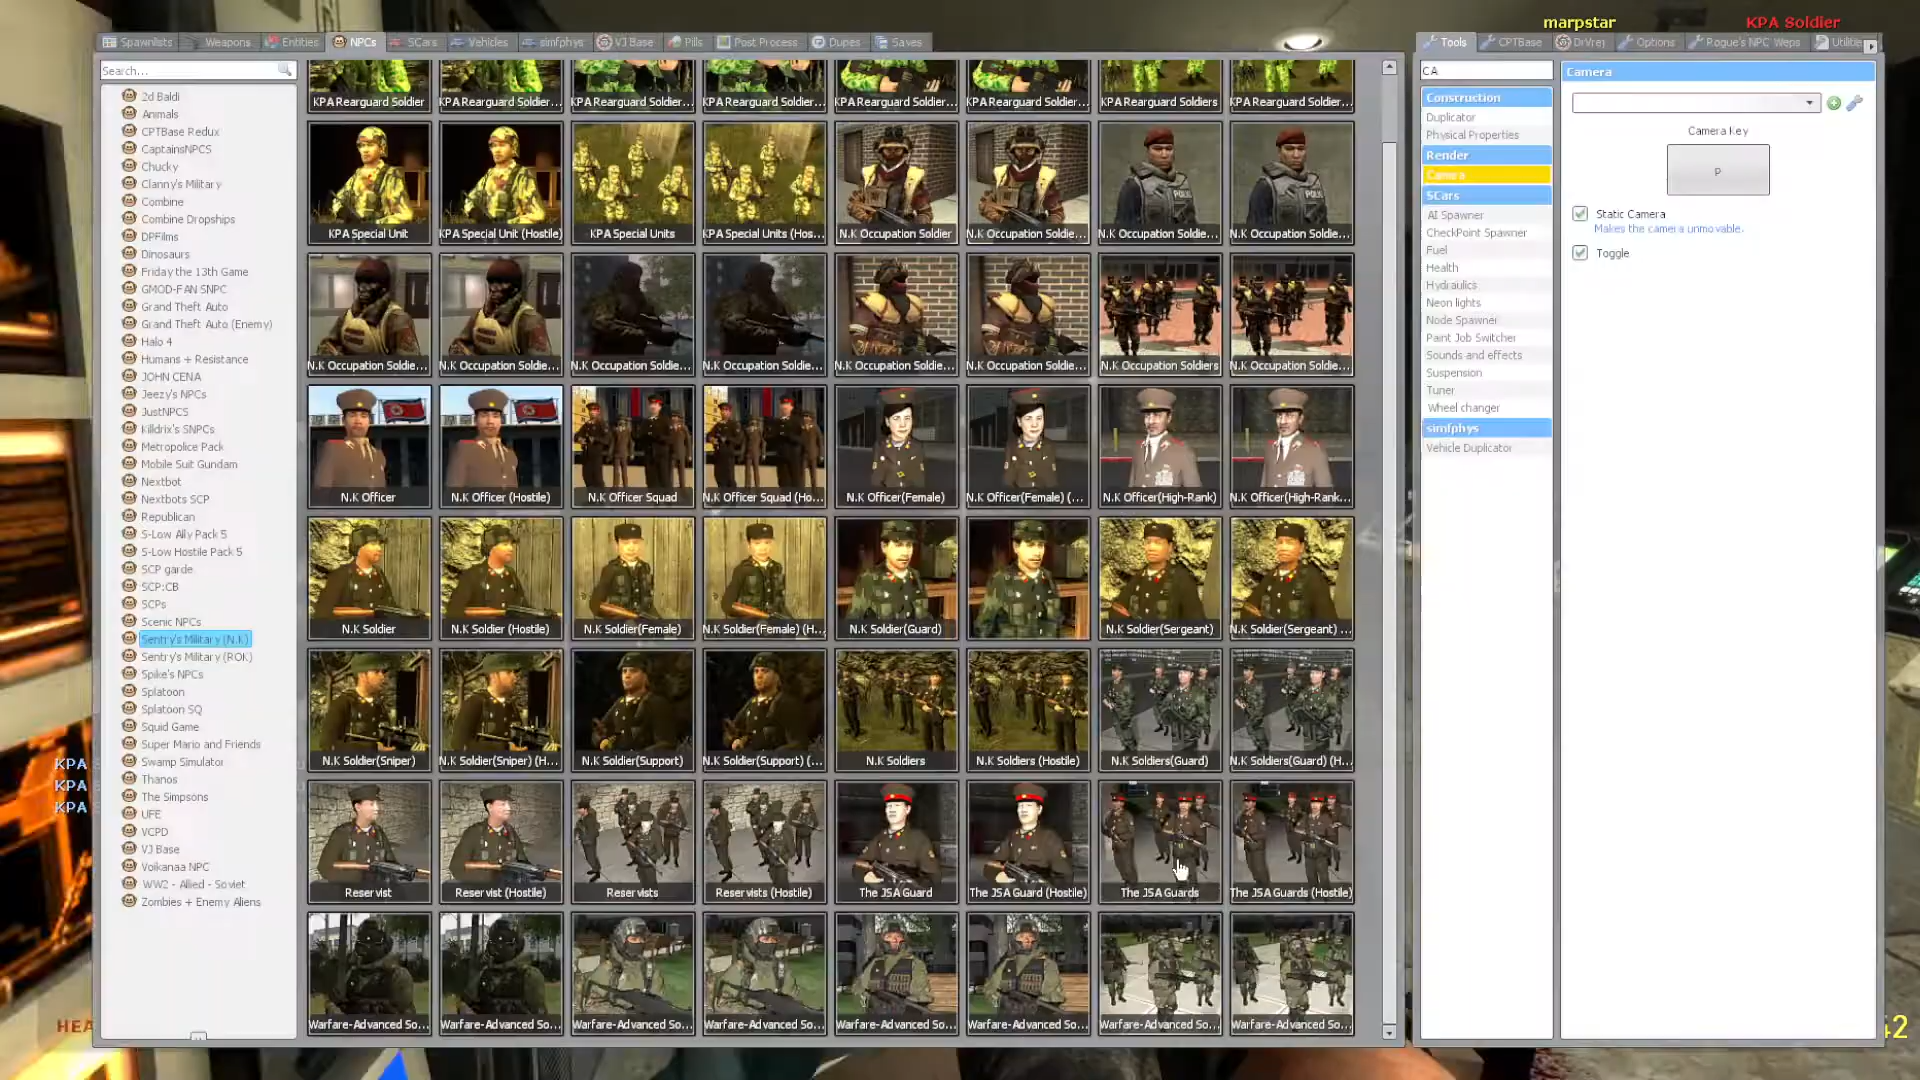 marpstar KPA Soldier
Spawnlists Weapons Entities NPCs SCars Vehicles simfphys VJ Base Pills Post Process Dupes Saves
Tools CPTBase DrVrej Options Rogue's NPC Weps Utilitie
Search...
2d Baldi
Animals
CPTBase Redux
CaptainsNPCS
Chucky
Clanny's Military
Combine
Combine Dropships
DPFilms
Dinosaurs
Friday the 13th Game
GMOD-FAN SNPC
Grand Theft Auto
Grand Theft Auto (Enemy)
Halo 4
Humans + Resistance
JOHN CENA
Jeezy's NPCs
JustNPCS
Killdrix's SNPCs
Metropolice Pack
Mobile Suit Gundam
Nextbot
Nextbots SCP
Republican
S-Low Ally Pack 5
S-Low Hostile Pack 5
SCP garde
SCP:CB
SCPs
Scenic NPCs
Sentry's Military (N.K)
Sentry's Military (ROK)
Spike's NPCs
Splatoon
Splatoon SQ
Squid Game
Super Mario and Friends
Swamp Simulator
Thanos
The Simpsons
UFE
VCPD
VJ Base
Voikanaa NPC
WW2 - Allied - Soviet
Zombies + Enemy Aliens
KPA
KPA
KPA
HEA
KPA Rearguard Soldier KPA Rearguard Soldier... KPA Rearguard Soldier... KPA Rearguard Soldier... KPA Rearguard Soldier... KPA Rearguard Soldier... KPA Rearguard Soldiers KPA Rearguard Soldier...
POLIC POLIC
KPA Special Unit KPA Special Unit (Hostile) KPA Special Units KPA Special Units (Hos... N.K Occupation Soldier N.K Occupation Soldie... N.K Occupation Soldie... N.K Occupation Soldie...
N.K Occupation Soldie... N.K Occupation Soldie... N.K Occupation Soldie... N.K Occupation Soldie... N.K Occupation Soldie... N.K Occupation Soldie... N.K Occupation Soldiers N.K Occupation Soldie...
N.K Officer N.K Officer (Hostile) N.K Officer Squad N.K Officer Squad (Ho... N.K Officer(Female) N.K Officer(Female) (... N.K Officer(High-Rank) N.K Officer(High-Rank...
N.K Soldier N.K Soldier (Hostile) N.K Soldier(Female) N.K Soldier(Female) (H... N.K Soldier(Guard) N.K Soldier(Sergeant) N.K Soldier(Sergeant) ...
N.K Soldier(Sniper) N.K Soldier(Sniper) (H... N.K Soldier(Support) N.K Soldier(Support) (... N.K Soldiers N.K Soldiers (Hostile) N.K Soldiers(Guard) N.K Soldiers(Guard) (H...
Reservist Reservist (Hostile) Reservists Reservists (Hostile) The JSA Guard The JSA Guard (Hostile) The JSA Guards The JSA Guards (Hostile)
Warfare-Advanced So... Warfare-Advanced So... Warfare-Advanced So... Warfare-Advanced So... Warfare-Advanced So... Warfare-Advanced So... Warfare-Advanced So... Warfare-Advanced So...
CA
Construction
Duplicator
Physical Properties
Render
Camera
SCars
AI Spawner
CheckPoint Spawner
Fuel
Health
Hydraulics
Neon lights
Node Spawner
Paint Job Switcher
Sounds and effects
Suspension
Tuner
Wheel changer
simfphys
Vehicle Duplicator
Camera
Camera Key
P
Static Camera
Makes the camera unmovable.
Toggle
42